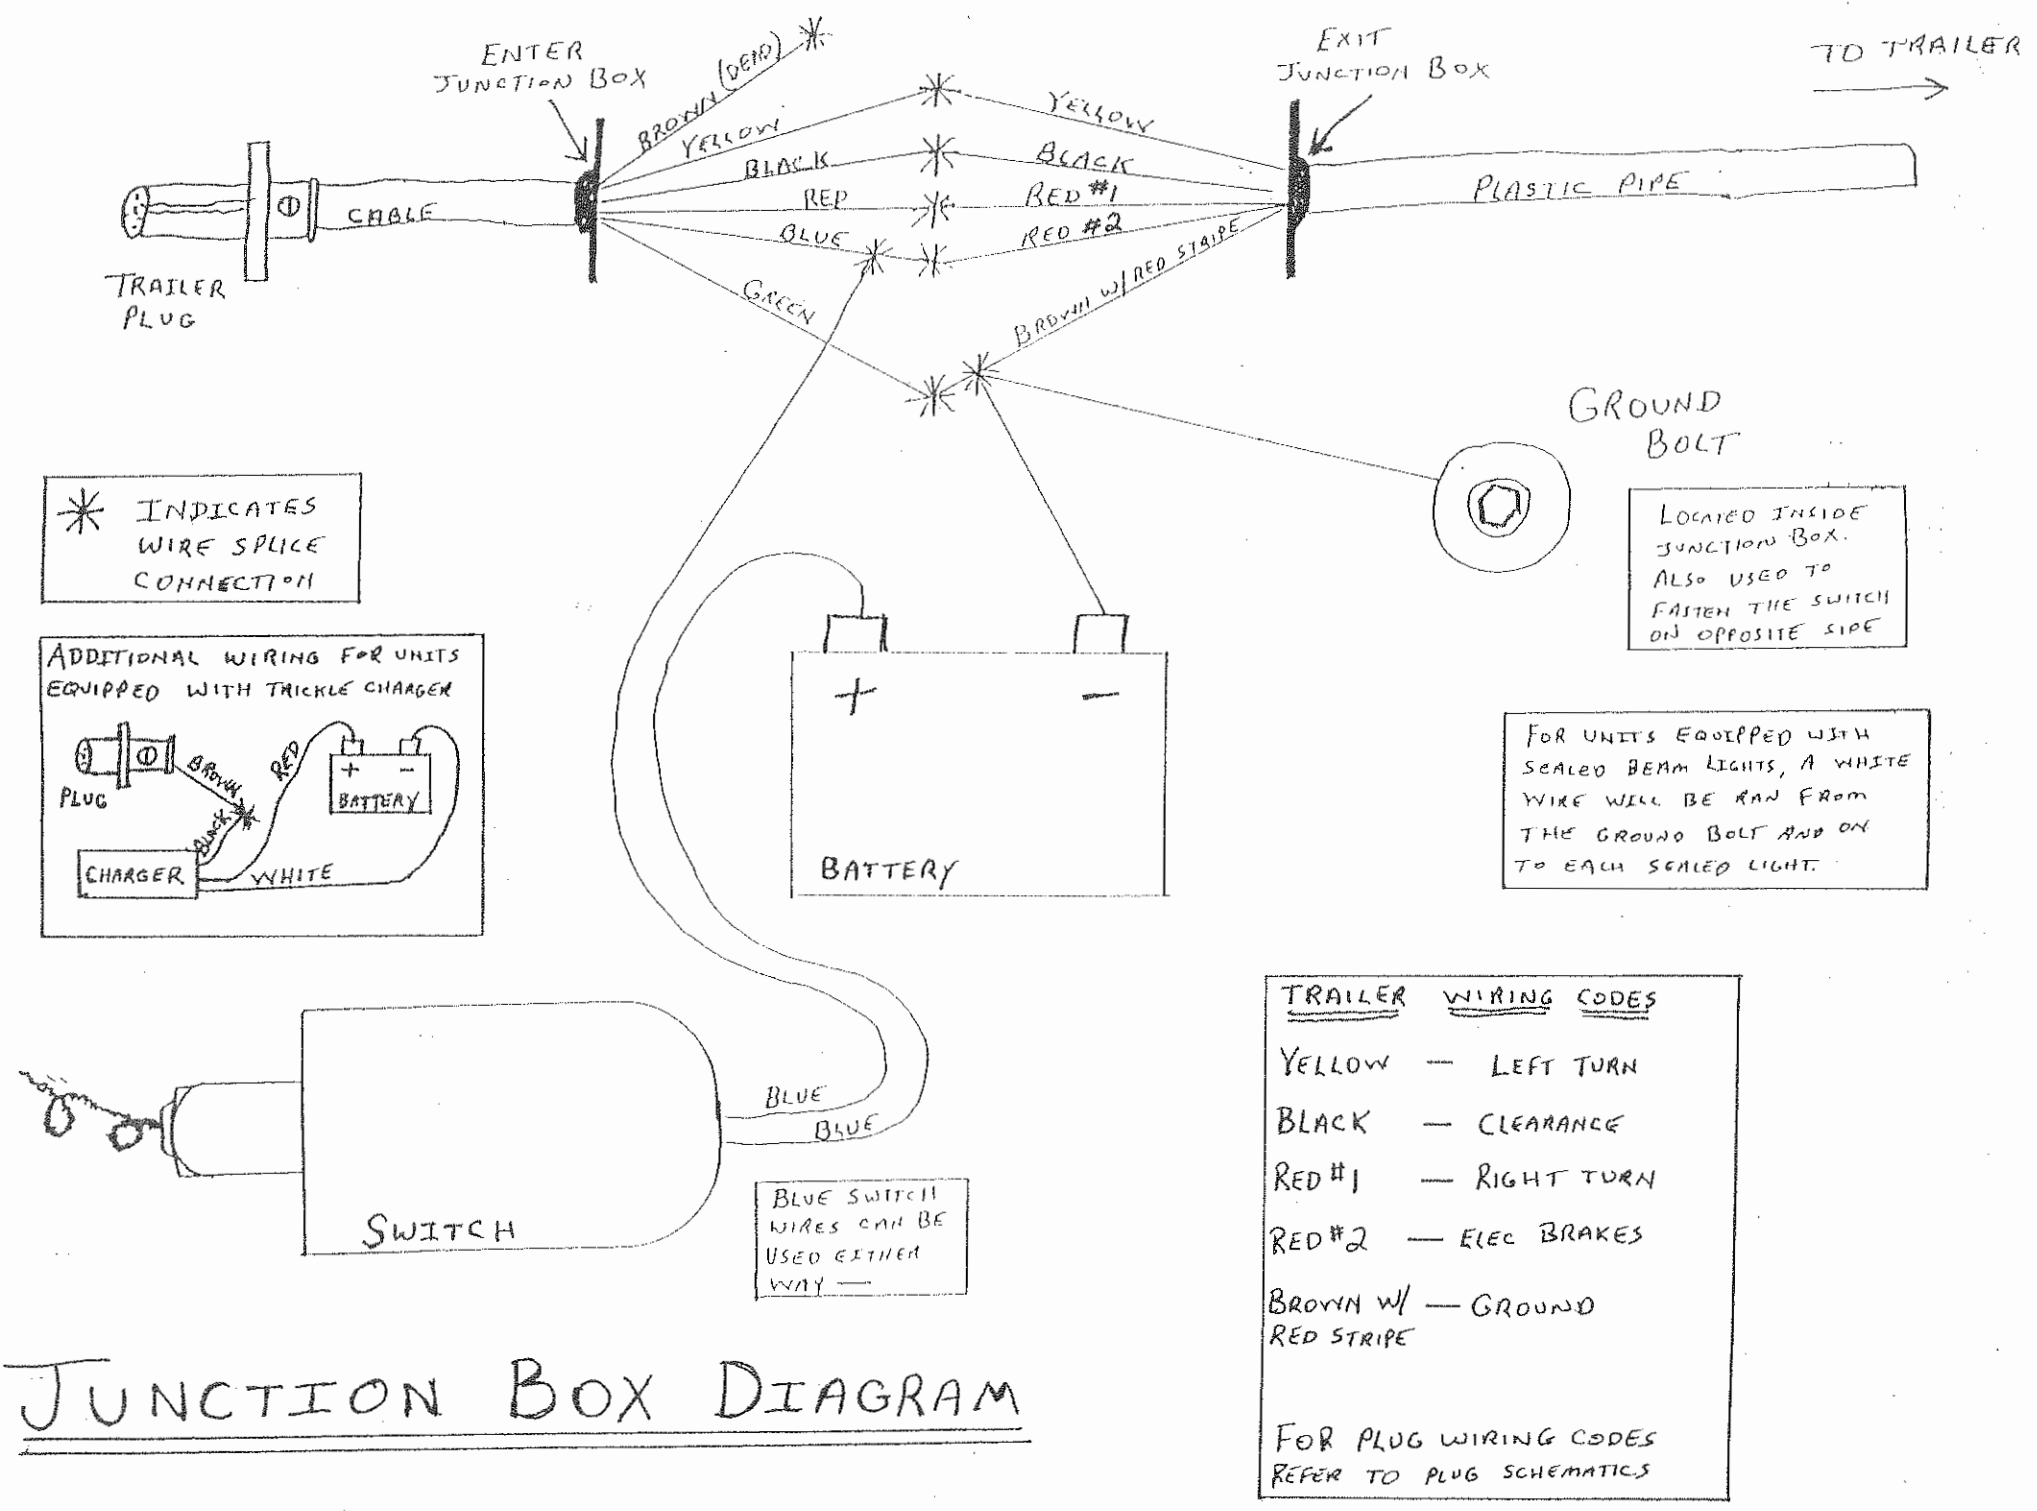 ENTER
JUNCTION BOX
BROWN (DEAD)
YELLOW
BLACK
RED
BLUE
GREEN
YELLOW
BLACK
RED #1
RED #2
BROWN W/ RED STRIPE
EXIT
JUNCTION BOX
TO TRAILER
CABLE
PLASTIC PIPE
TRAILER
PLUG
GROUND
BOLT
LOCATED INSIDE
JUNCTION BOX.
ALSO USED TO
FASTEN THE SWITCH
ON OPPOSITE SIDE
INDICATES
WIRE SPLICE
CONNECTION
ADDITIONAL WIRING FOR UNITS
EQUIPPED WITH TRICKLE CHARGER
PLUG
BROWN
BLACK
RED
+ -
BATTERY
CHARGER
WHITE
+ -
BATTERY
FOR UNITS EQUIPPED WITH
SEALED BEAM LIGHTS, A WHITE
WIRE WILL BE RAN FROM
THE GROUND BOLT AND ON
TO EACH SEALED LIGHT.
BLUE
BLUE
SWITCH
BLUE SWITCH
WIRES CAN BE
USED EITHER
WAY —
TRAILER WIRING CODES
YELLOW — LEFT TURN
BLACK — CLEARANCE
RED #1 — RIGHT TURN
RED #2 — ELEC BRAKES
BROWN W/ — GROUND
RED STRIPE
FOR PLUG WIRING CODES
REFER TO PLUG SCHEMATICS
JUNCTION BOX DIAGRAM